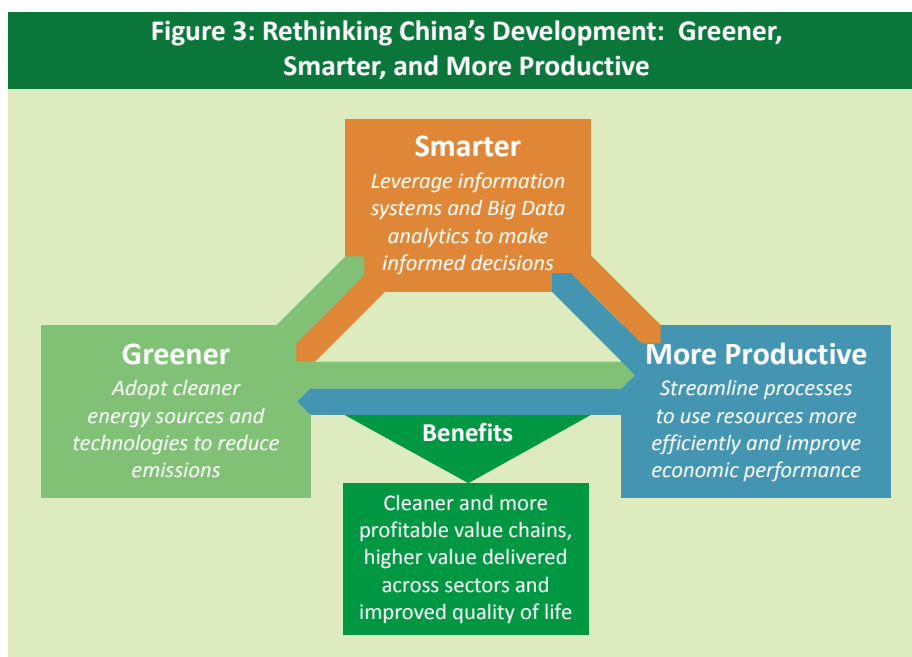 Figure 3: Rethinking China’s Development:  Greener,
Smarter, and More Productive
Smarter
Leverage information
systems and Big Data
analytics to make
informed decisions
Greener
Adopt cleaner
energy sources and
technologies to reduce
emissions
More Productive
Streamline processes
to use resources more
efficiently and improve
economic performance
Benefits
Cleaner and more
profitable value chains,
higher value delivered
across sectors and
improved quality of life